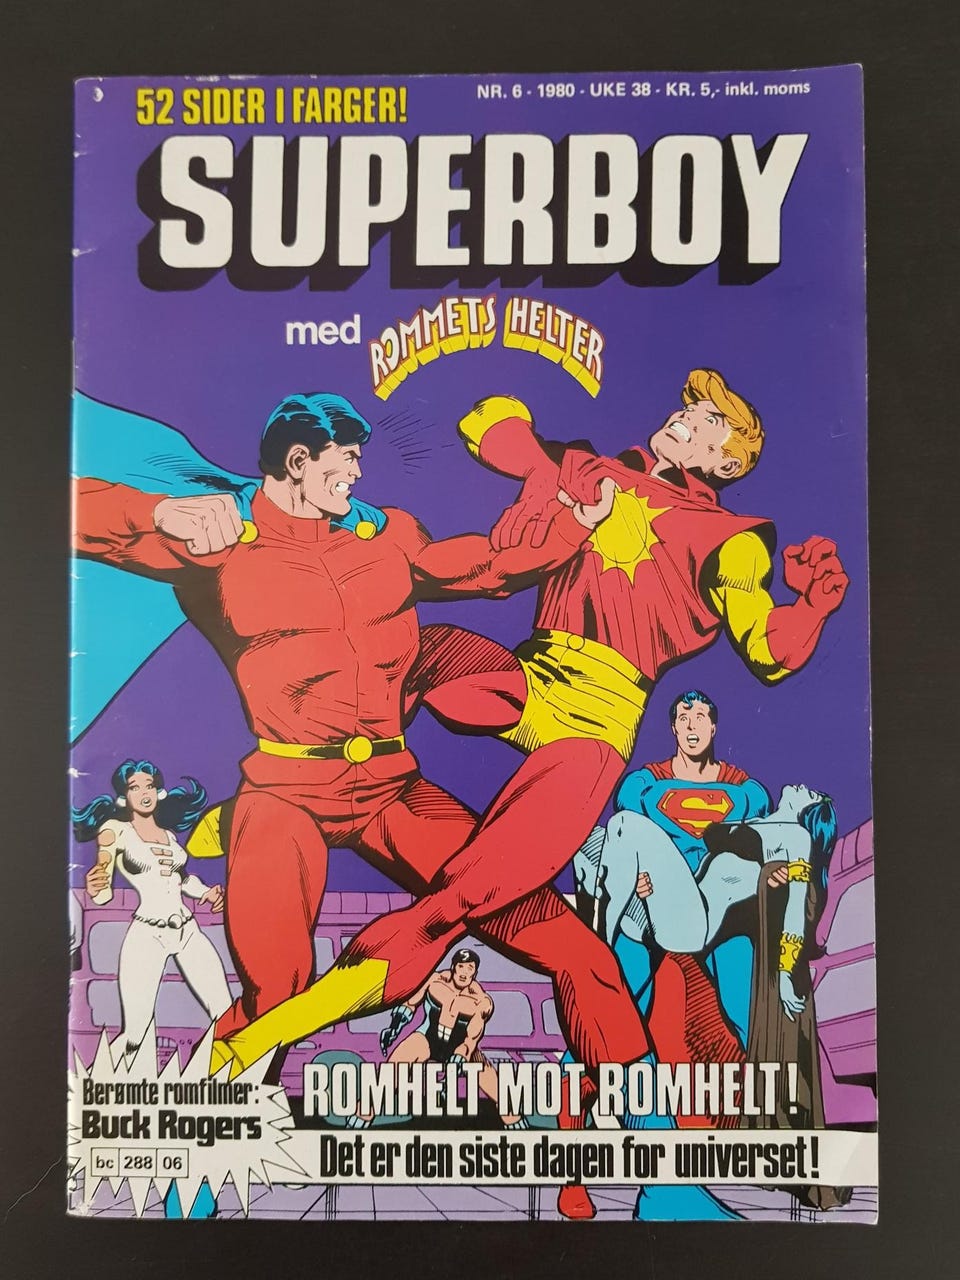 52 SIDER I FARGER!
NR. 6 - 1980 - UKE 38 - KR. 5,- inkl. moms
SUPERBOY
med ROMMETS HELTER
S
Berømte romfilmer:
Buck Rogers
bc 288 06
ROMHELT MOT ROMHELT!
Det er den siste dagen for universet!